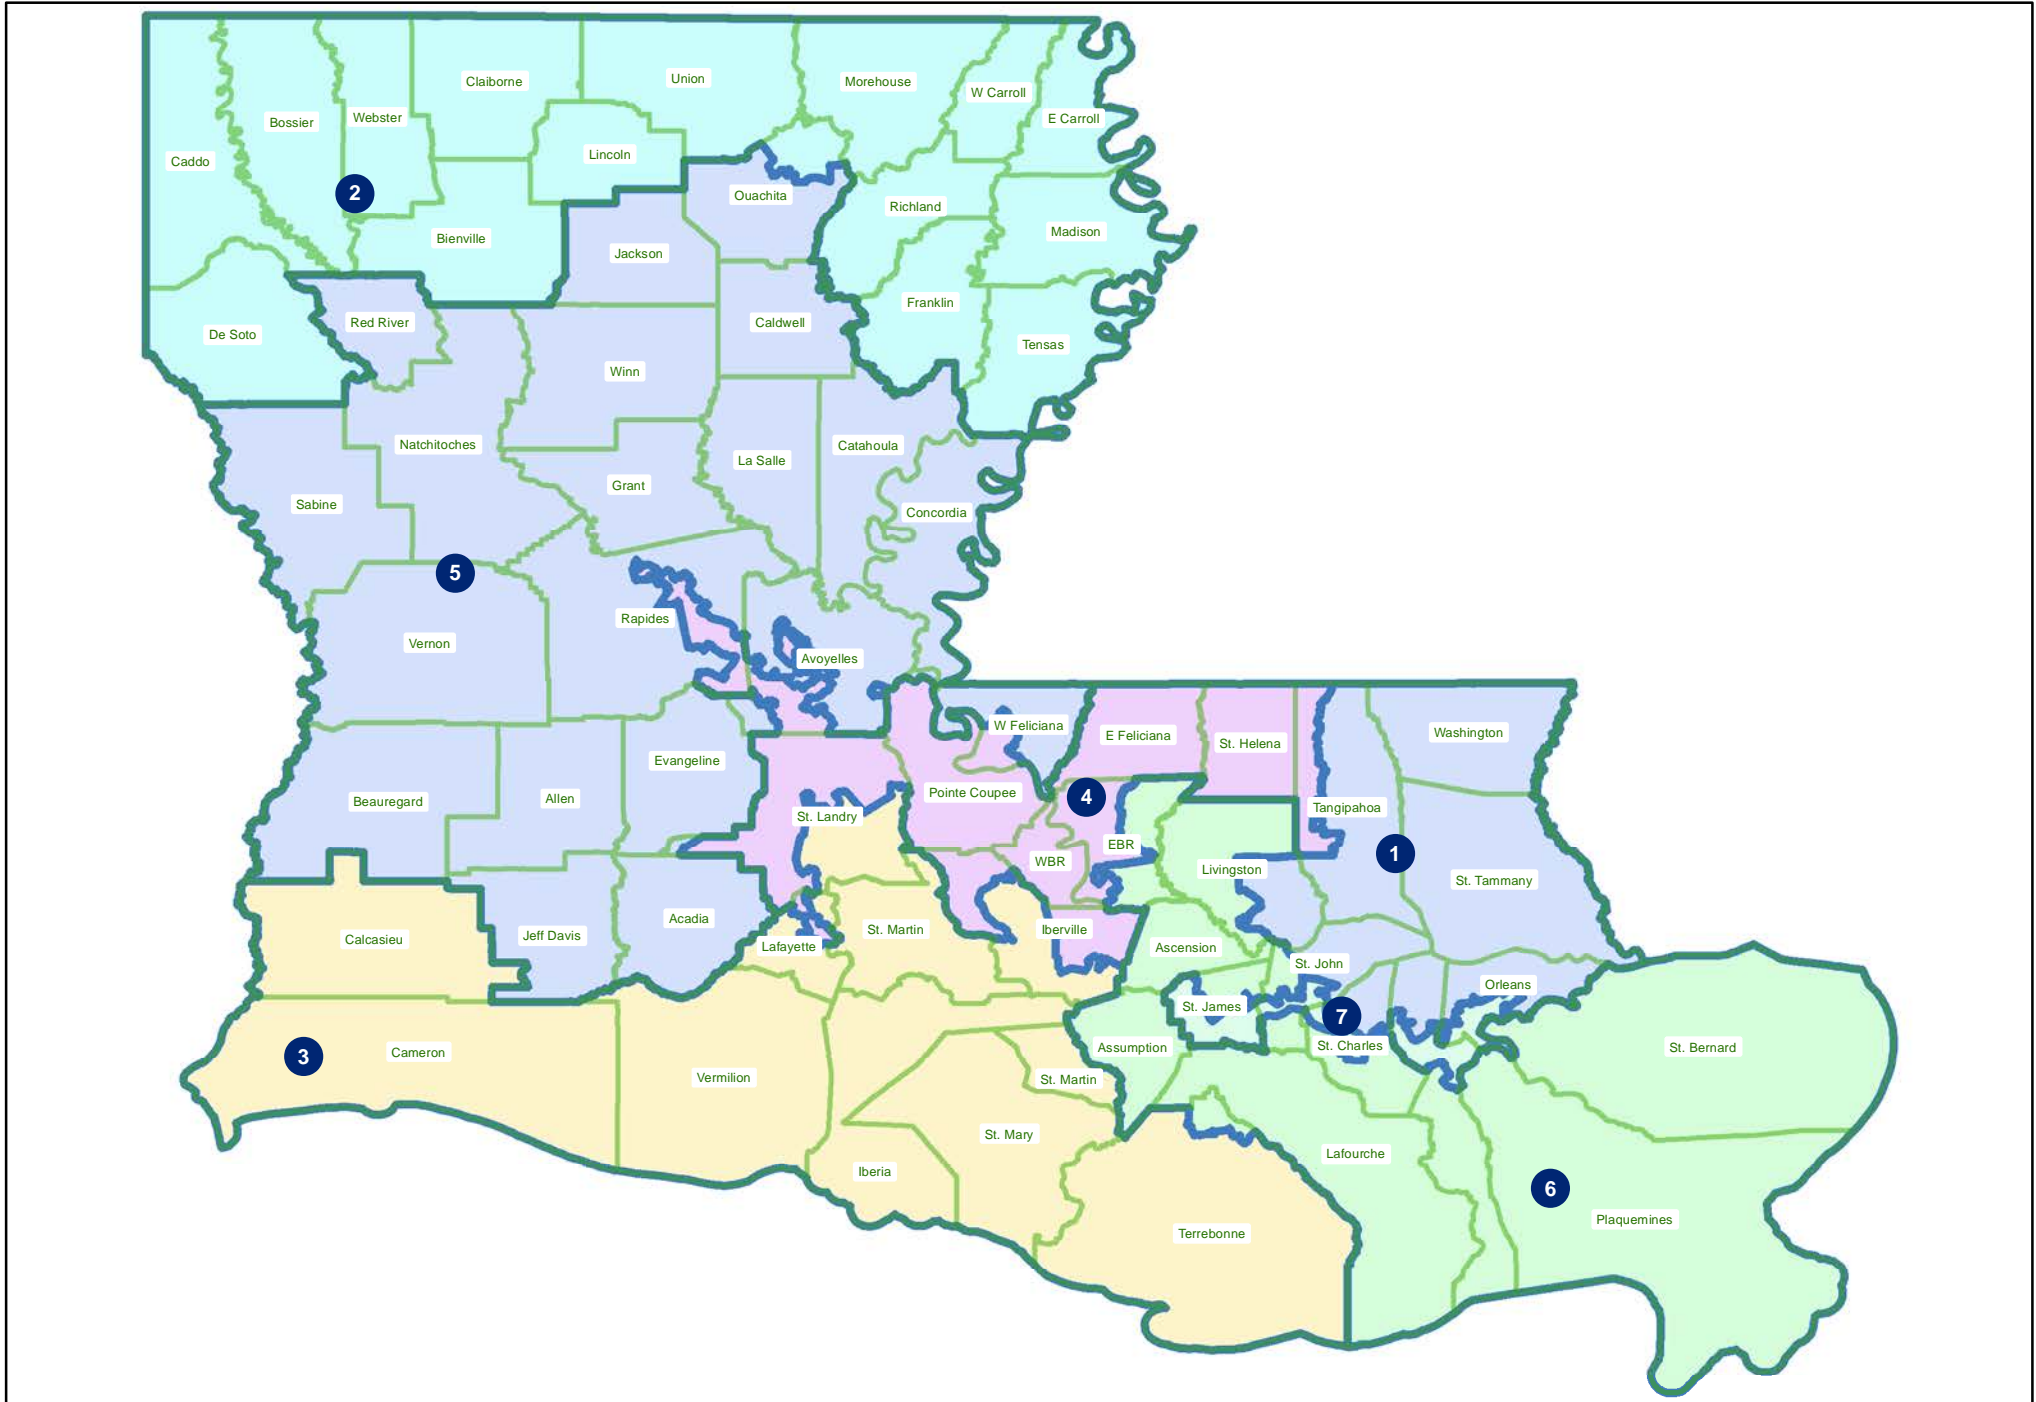 Claiborne
Union
Morehouse
W Carroll
E Carroll
Bossier
Webster
Caddo
Lincoln
2
Ouachita
Richland
Madison
Bienville
Jackson
Franklin
Red River
Caldwell
De Soto
Tensas
Winn
Natchitoches
Catahoula
La Salle
Grant
Sabine
Concordia
5
Rapides
Vernon
Avoyelles
W Feliciana
E Feliciana
St. Helena
Washington
Evangeline
Pointe Coupee
4
Beauregard
Allen
St. Landry
Tangipahoa
EBR
1
WBR
Livingston
St. Tammany
Acadia
Calcasieu
Jeff Davis
Lafayette
St. Martin
Iberville
Ascension
St. John
Orleans
St. James
7
3
Cameron
Assumption
St. Charles
St. Bernard
Vermilion
St. Martin
St. Mary
Lafourche
Iberia
6
Plaquemines
Terrebonne